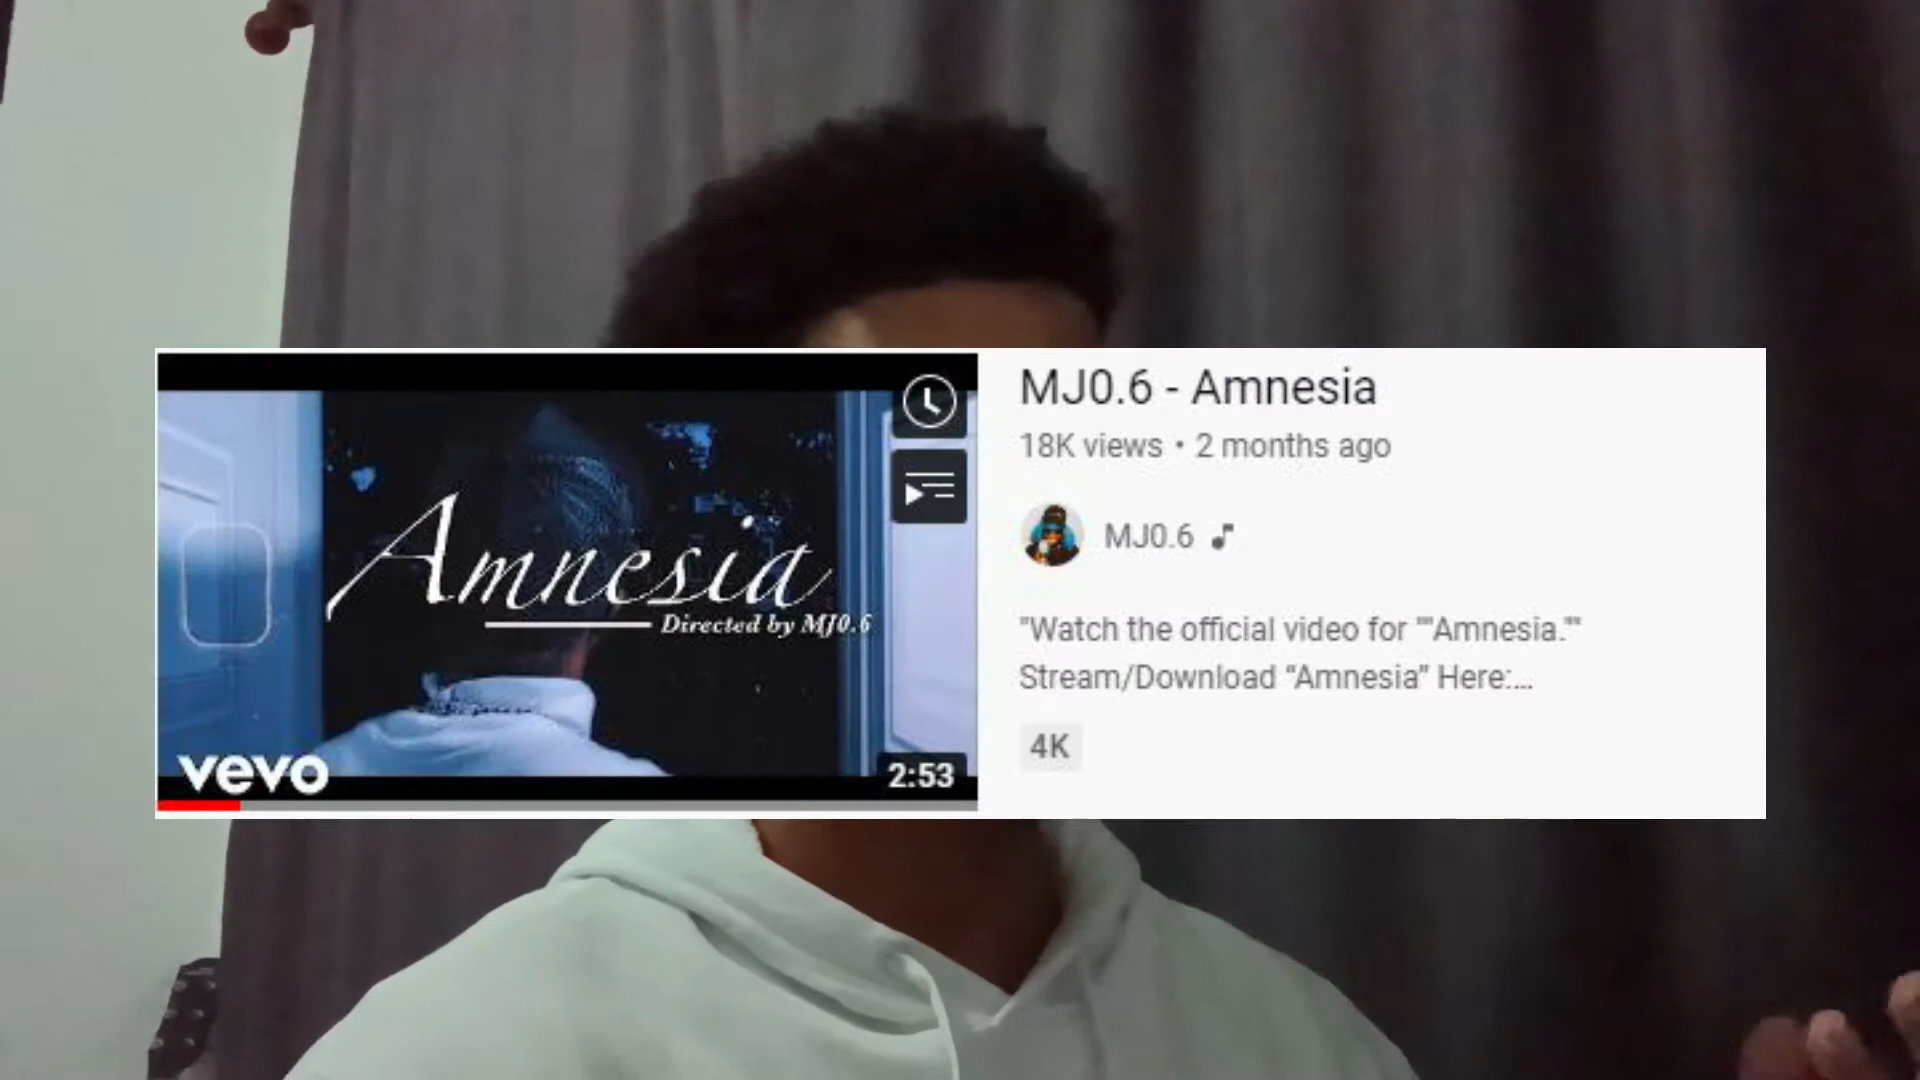 MJ0.6 - Amnesia
18K views • 2 months ago
Amnesia
Directed by MJ0.6
MJ0.6
"Watch the official video for ""Amnesia.""
Stream/Download “Amnesia” Here:...
4K
vevo
2:53